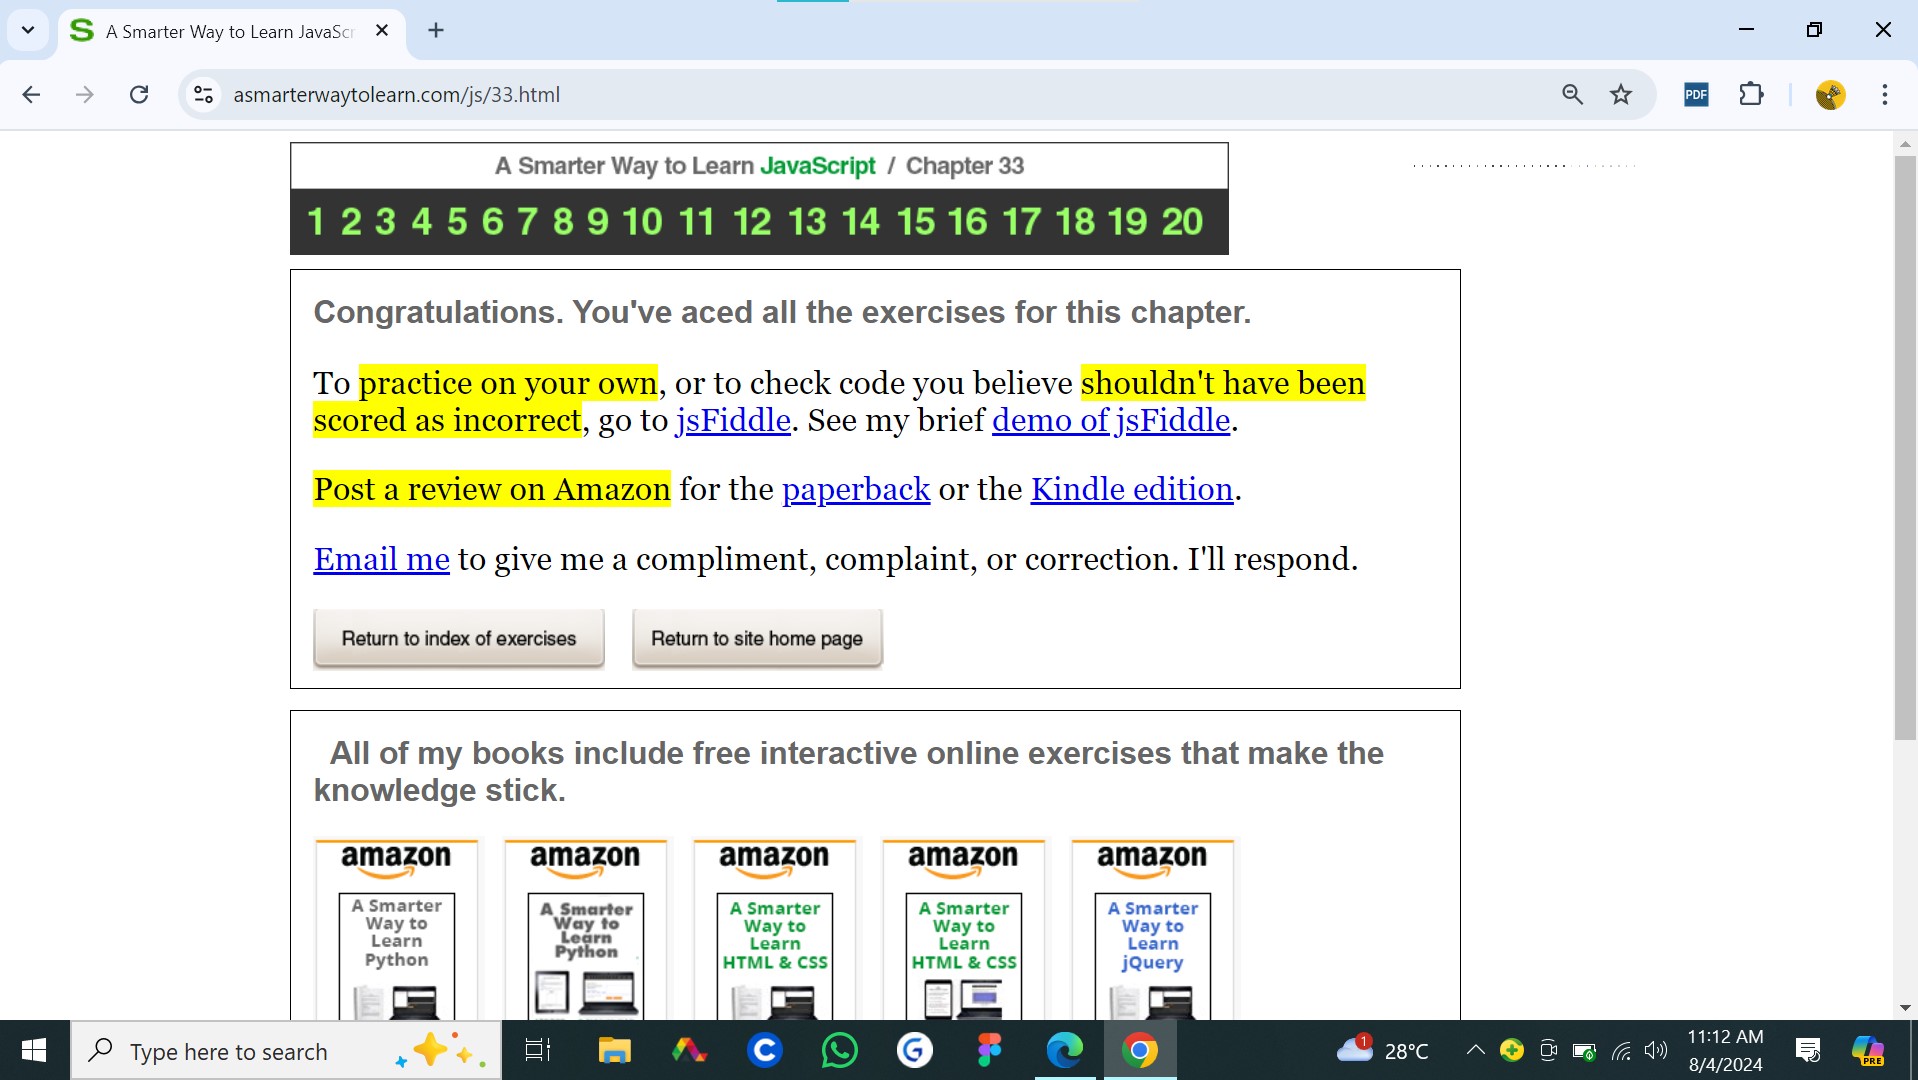 A Smarter Way to Learn JavaScr
asmarterwaytolearn.com/js/33.html
PDF
A Smarter Way to Learn JavaScript / Chapter 33
1 2 3 4 5 6 7 8 9 10 11 12 13 14 15 16 17 18 19 20
Congratulations. You've aced all the exercises for this chapter.
To practice on your own, or to check code you believe shouldn't have been
scored as incorrect, go to jsFiddle. See my brief demo of jsFiddle.
Post a review on Amazon for the paperback or the Kindle edition.
Email me to give me a compliment, complaint, or correction. I'll respond.
Return to index of exercises Return to site home page
All of my books include free interactive online exercises that make the
knowledge stick.
amazon amazon amazon amazon amazon
A Smarter
Way to
Learn
Python
A Smarter
Way to
Learn
Python
A Smarter
Way to
Learn
HTML & CSS
A Smarter
Way to
Learn
HTML & CSS
A Smarter
Way to
Learn
jQuery
Type here to search
1
28°C
11:12 AM
8/4/2024
PRE